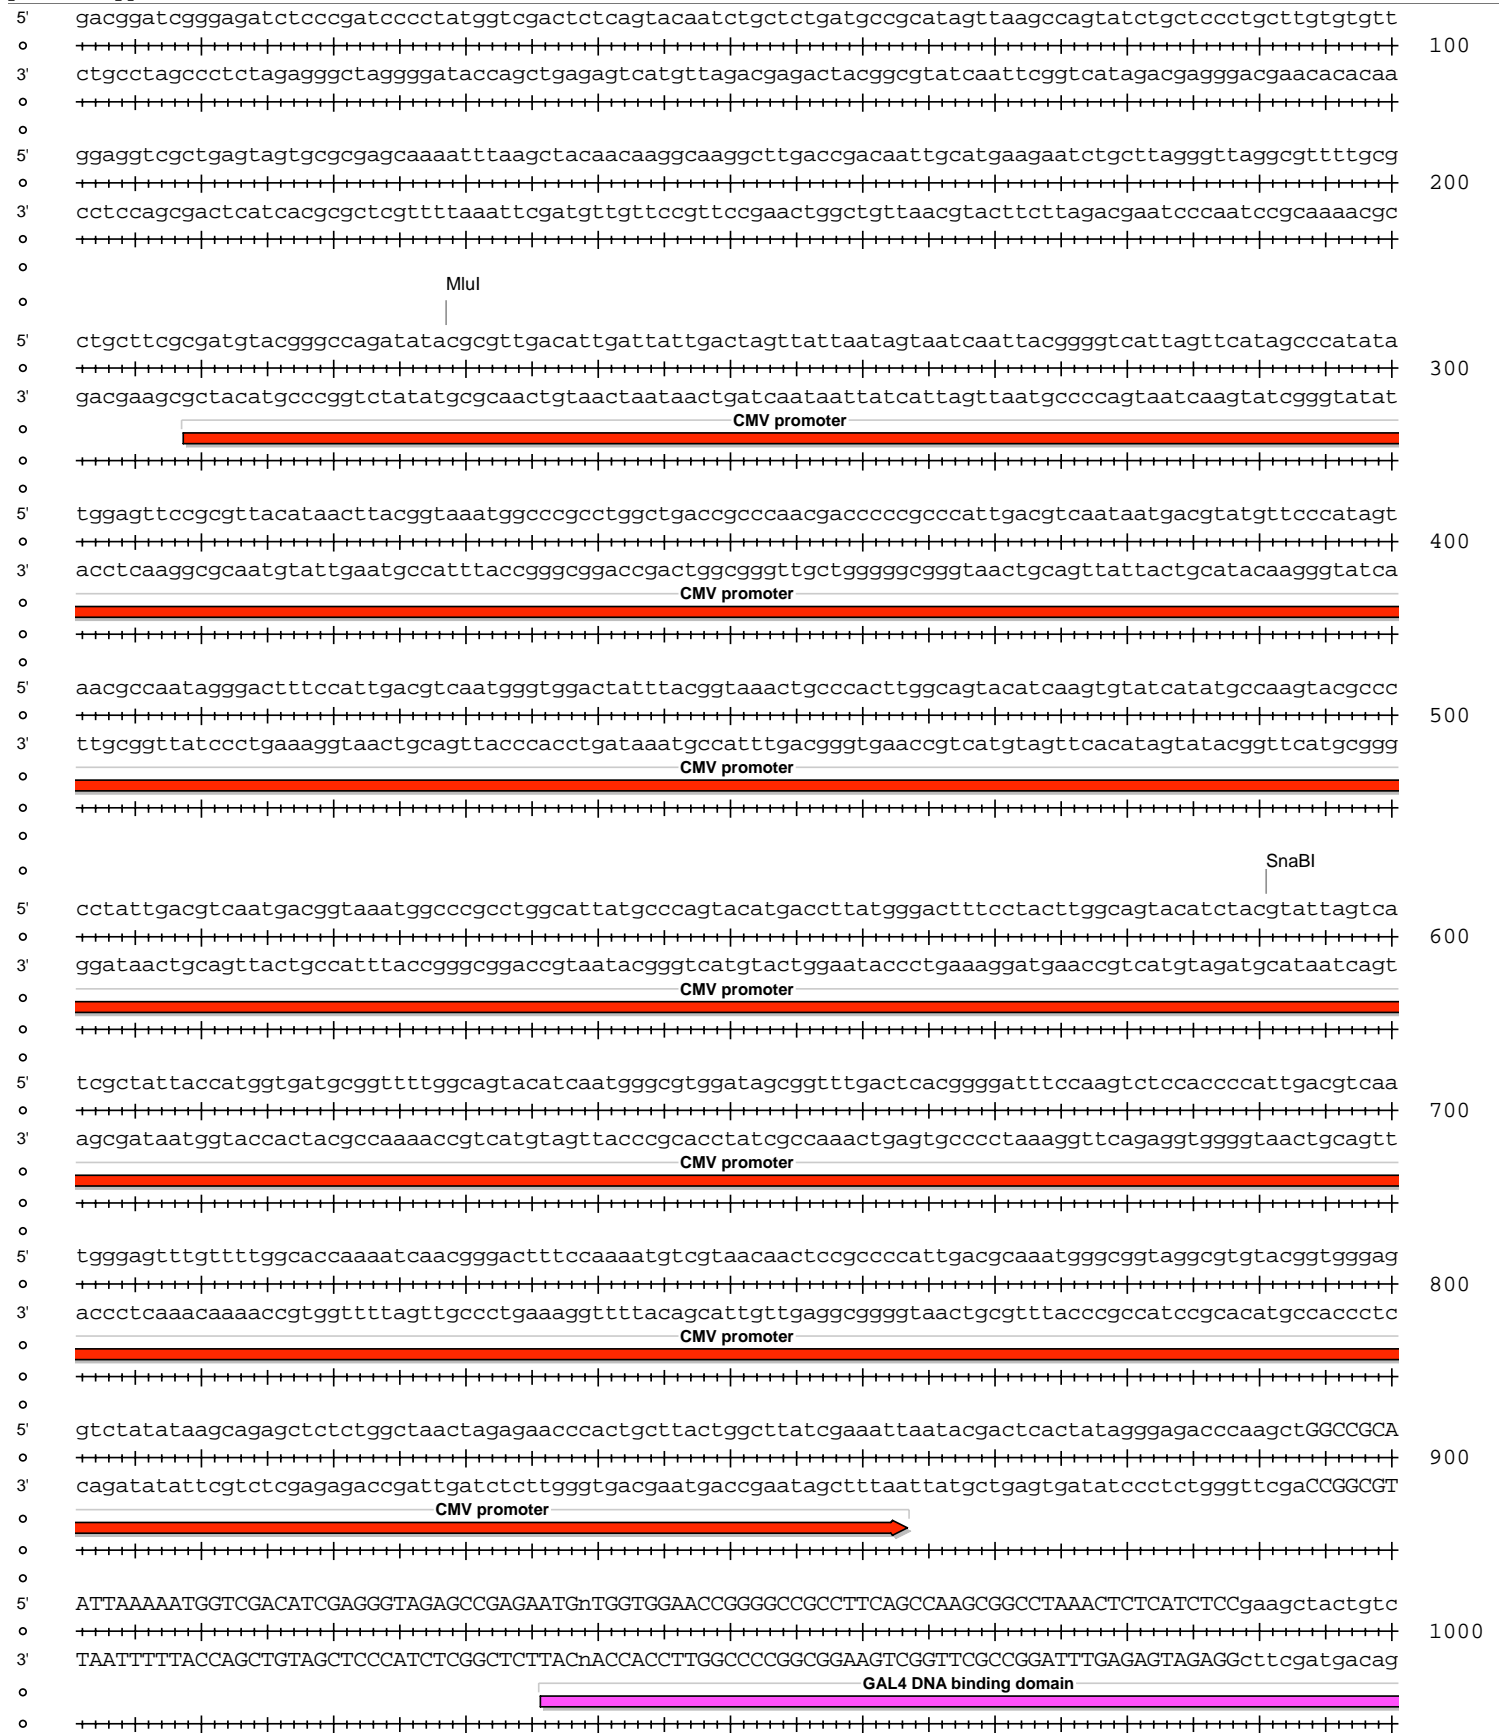 5' gacggatcgggagatctcccgatcccctatggtcgactctcagtacaatctgctctgatgccgcatagttaagccagtatctgctccctgcttgtgtgtt
100
3' ctgcctagccctctagagggctaggggataccagctgagagtcatgttagacgagactacggcgtatcaattcggtcatagacgagggacgaacacacaa
5' ggaggtcgctgagtagtgcgcgagcaaaatttaagctacaacaaggcaaggcttgaccgacaattgcatgaagaatctgcttagggttaggcgttttgcg
200
3' cctccagcgactcatcacgcgctcgttttaaattcgatgttgttccgttccgaactggctgttaacgtacttcttagacgaatcccaatccgcaaaacgc
MluI
5' ctgcttcgcgatgtacgggccagatatacgcgttgacattgattattgactagttattaatagtaatcaattacggggtcattagttcatagcccatata
300
3' gacgaagcgctacatgcccggtctatatgcgcaactgtaactaataactgatcaataattatcattagttaatgccccagtaatcaagtatcgggtatat
CMV promoter
5' tggagttccgcgttacataacttacggtaaatggcccgcctggctgaccgcccaacgacccccgcccattgacgtcaataatgacgtatgttcccatagt
400
3' acctcaaggcgcaatgtattgaatgccatttaccgggcggaccgactggcgggttgctgggggcgggtaactgcagttattactgcatacaagggtatca
CMV promoter
5' aacgccaatagggactttccattgacgtcaatgggtggactatttacggtaaactgcccacttggcagtacatcaagtgtatcatatgccaagtacgccc
500
3' ttgcggttatccctgaaaggtaactgcagttacccacctgataaatgccatttgacgggtgaaccgtcatgtagttcacatagtatacggttcatgcggg
CMV promoter
SnaBI
5' cctattgacgtcaatgacggtaaatggcccgcctggcattatgcccagtacatgaccttatgggactttcctacttggcagtacatctacgtattagtca
600
3' ggataactgcagttactgccatttaccgggcggaccgtaatacgggtcatgtactggaataccctgaaaggatgaaccgtcatgtagatgcataatcagt
CMV promoter
5' tcgctattaccatggtgatgcggttttggcagtacatcaatgggcgtggatagcggtttgactcacggggatttccaagtctccaccccattgacgtcaa
700
3' agcgataatggtaccactacgccaaaaccgtcatgtagttacccgcacctatcgccaaactgagtgcccctaaaggttcagaggtggggtaactgcagtt
CMV promoter
5' tgggagtttgttttggcaccaaaatcaacgggactttccaaaatgtcgtaacaactccgccccattgacgcaaatgggcggtaggcgtgtacggtgggag
800
3' accctcaaacaaaaccgtggttttagttgccctgaaaggttttacagcattgttgaggcggggtaactgcgtttacccgccatccgcacatgccaccctc
CMV promoter
5' gtctatataagcagagctctctggctaactagagaacccactgcttactggcttatcgaaattaatacgactcactatagggagacccaagctGGCCGCA
900
3' cagatatattcgtctcgagagaccgattgatctcttgggtgacgaatgaccgaatagctttaattatgctgagtgatatccctctgggttcgaCCGGCGT
CMV promoter
5' ATTAAAAATGGTCGACATCGAGGGTAGAGCCGAGAATGnTGGTGGAACCGGGGCCGCCTTCAGCCAAGCGGCCTAAACTCTCATCTCCgaagctactgtc
1000
3' TAATTTTTACCAGCTGTAGCTCCCATCTCGGCTCTTACnACCACCTTGGCCCCGGCGGAAGTCGGTTCGCCGGATTTGAGAGTAGAGGcttcgatgacag
GAL4 DNA binding domain